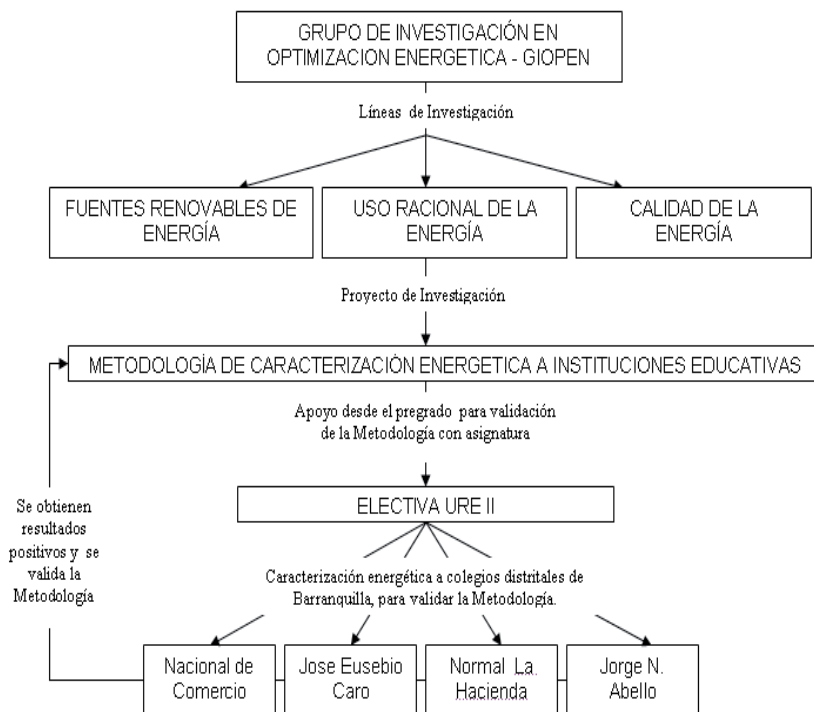 GRUPO DE INVESTIGACIÓN EN
OPTIMIZACION ENERGETICA - GIOPEN
Líneas de Investigación
FUENTES RENOVABLES DE
ENERGÍA
USO RACIONAL DE LA
ENERGÍA
CALIDAD DE LA
ENERGÍA
Proyecto de Investigación
METODOLOGÍA DE CARACTERIZACIÓN ENERGETICA A INSTITUCIONES EDUCATIVAS
Apoyo desde el pregrado para validación
de la Metodología con asignatura
ELECTIVA URE II
Se obtienen
resultados
positivos y se
valida la
Metodología
Caracterización energética a colegios distritales de
Barranquilla, para validar la Metodología.
Nacional de
Comercio
Jose Eusebio
Caro
Normal La
Hacienda
Jorge N.
Abello